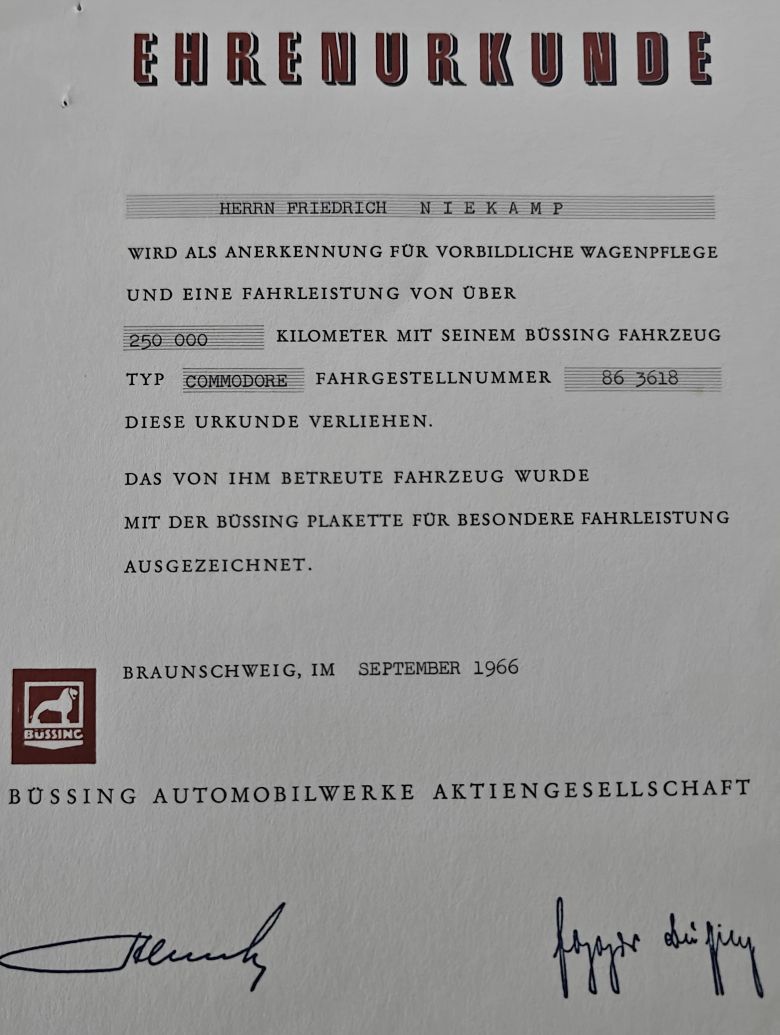 EHRENURKUNDE
HERRN FRIEDRICH NIEKAMP
WIRD ALS ANERKENNUNG FÜR VORBILDLICHE WAGENPFLEGE
UND EINE FAHRLEISTUNG VON ÜBER
250 000 KILOMETER MIT SEINEM BÜSSING FAHRZEUG
TYP COMMODORE FAHRGESTELLNUMMER 86 3618
DIESE URKUNDE VERLIEHEN.
DAS VON IHM BETREUTE FAHRZEUG WURDE
MIT DER BÜSSING PLAKETTE FÜR BESONDERE FAHRLEISTUNG
AUSGEZEICHNET.
BRAUNSCHWEIG, IM SEPTEMBER 1966
BÜSSING
BÜSSING AUTOMOBILWERKE AKTIENGESELLSCHAFT